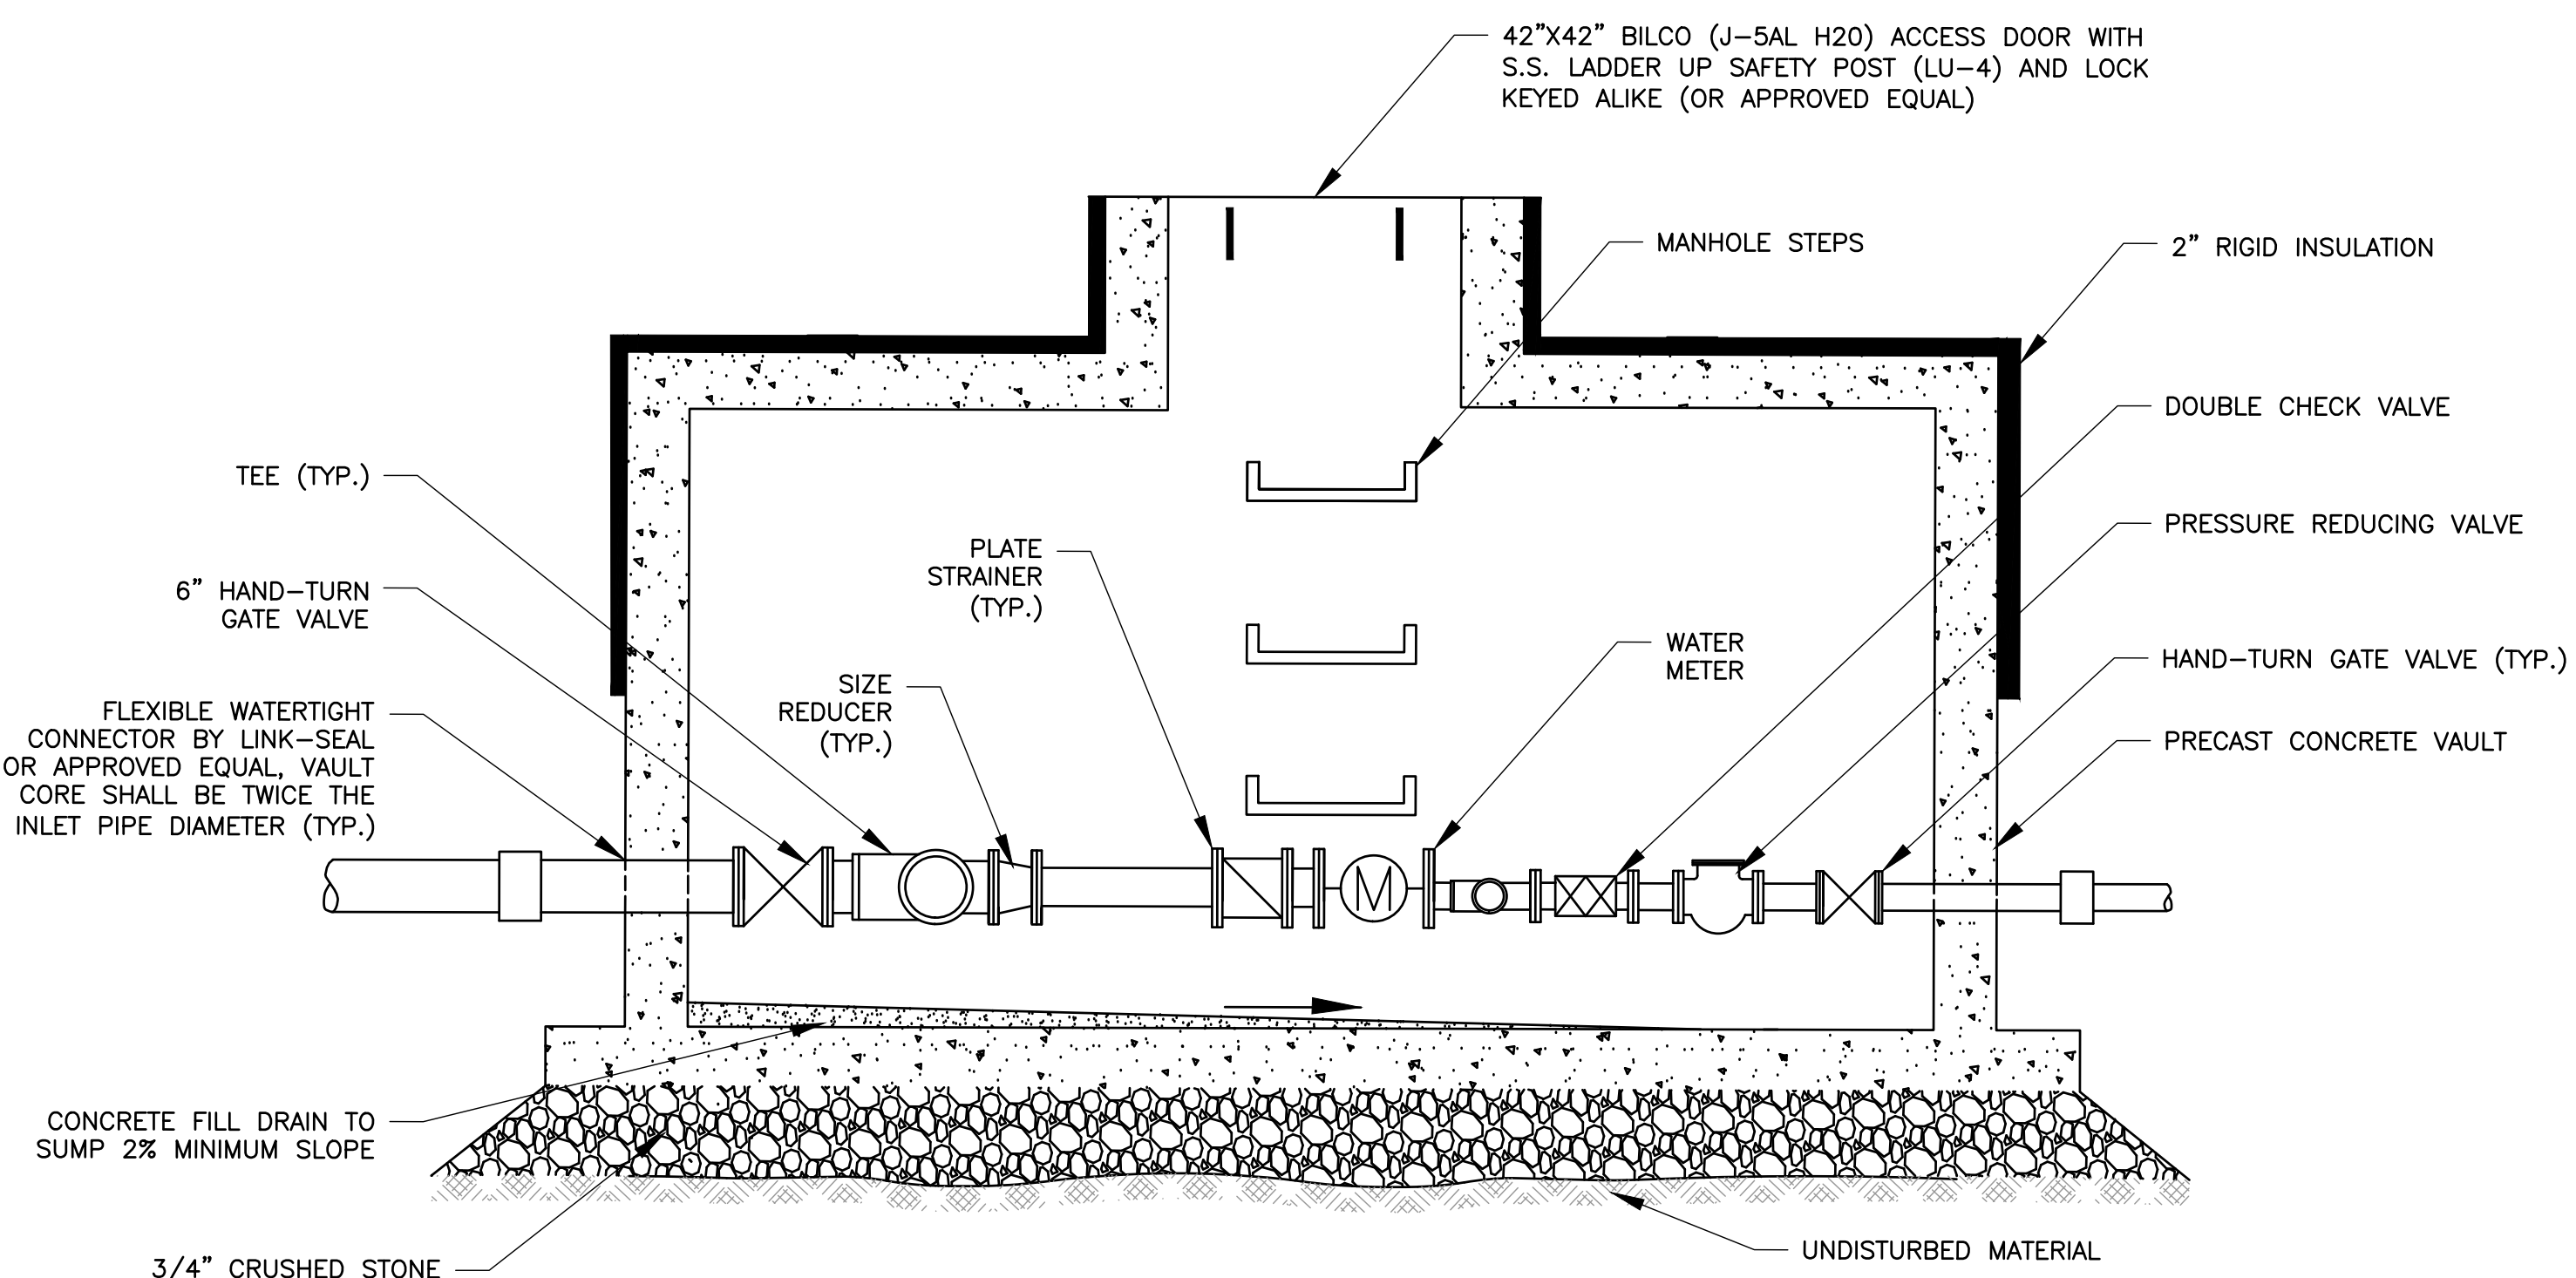 42”X42” BILCO (J-5AL H20) ACCESS DOOR WITH
S.S. LADDER UP SAFETY POST (LU-4) AND LOCK
KEYED ALIKE (OR APPROVED EQUAL)
MANHOLE STEPS
2” RIGID INSULATION
DOUBLE CHECK VALVE
PRESSURE REDUCING VALVE
HAND-TURN GATE VALVE (TYP.)
PRECAST CONCRETE VAULT
TEE (TYP.)
6” HAND-TURN
GATE VALVE
FLEXIBLE WATERTIGHT
CONNECTOR BY LINK-SEAL
OR APPROVED EQUAL, VAULT
CORE SHALL BE TWICE THE
INLET PIPE DIAMETER (TYP.)
PLATE
STRAINER
(TYP.)
SIZE
REDUCER
(TYP.)
WATER
METER
M
CONCRETE FILL DRAIN TO
SUMP 2% MINIMUM SLOPE
3/4” CRUSHED STONE
UNDISTURBED MATERIAL